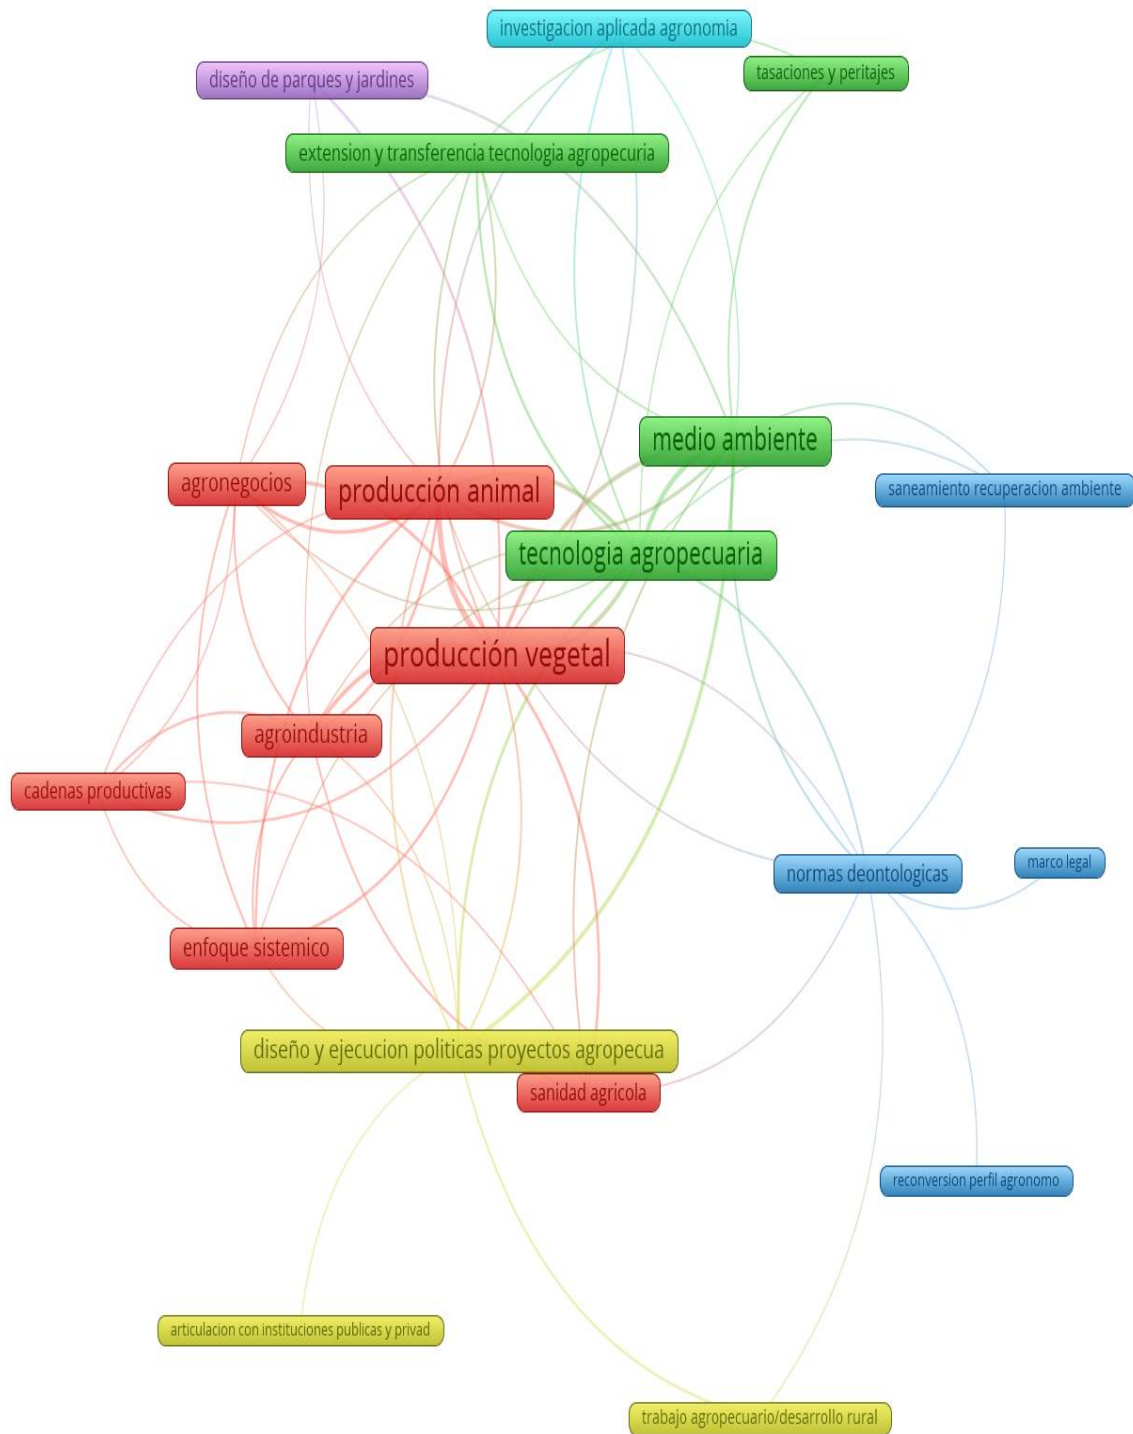 investigacion aplicada agronomia
diseño de parques y jardines
tasaciones y peritajes
extension y transferencia tecnologia agropecuria
medio ambiente
agronegocios
producción animal
saneamiento recuperacion ambiente
tecnologia agropecuaria
producción vegetal
agroindustria
cadenas productivas
normas deontologicas
marco legal
enfoque sistemico
diseño y ejecucion politicas proyectos agropecua
sanidad agricola
reconversion perfil agronomo
articulacion con instituciones publicas y privad
trabajo agropecuario/desarrollo rural